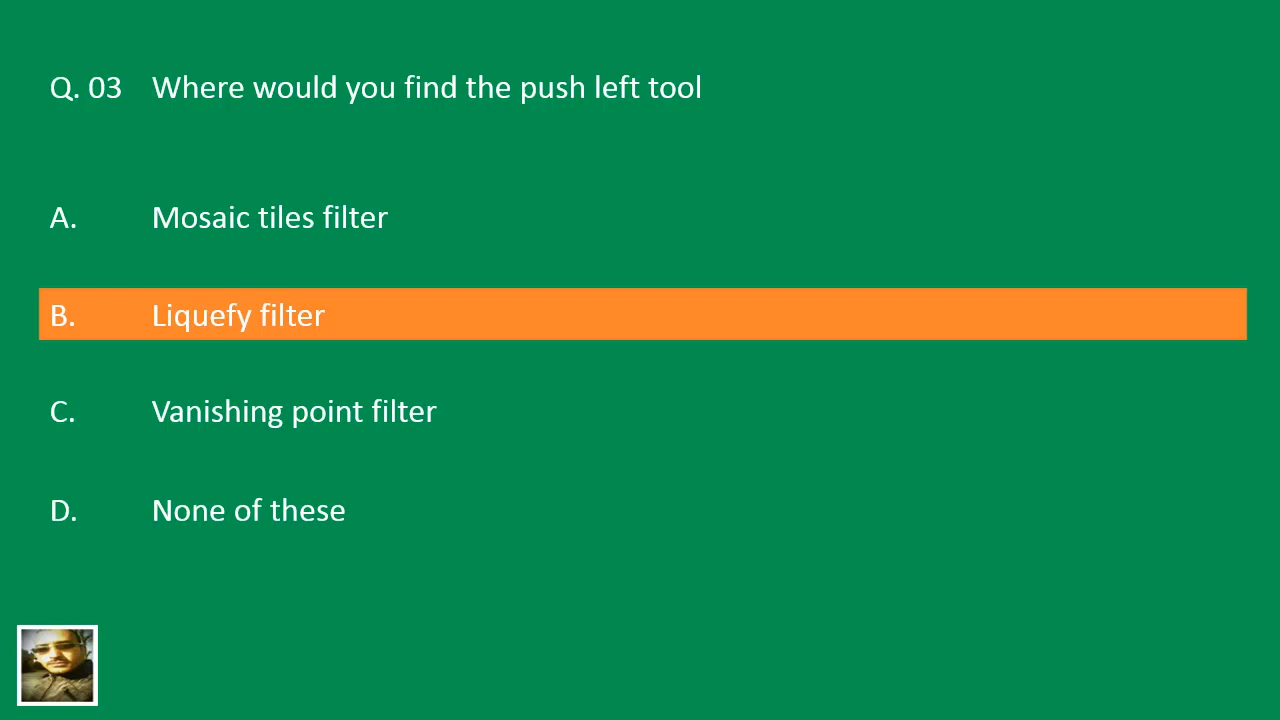 Q. 03 Where would you find the push left tool
A. Mosaic tiles filter
B. Liquefy filter
C. Vanishing point filter
D. None of these